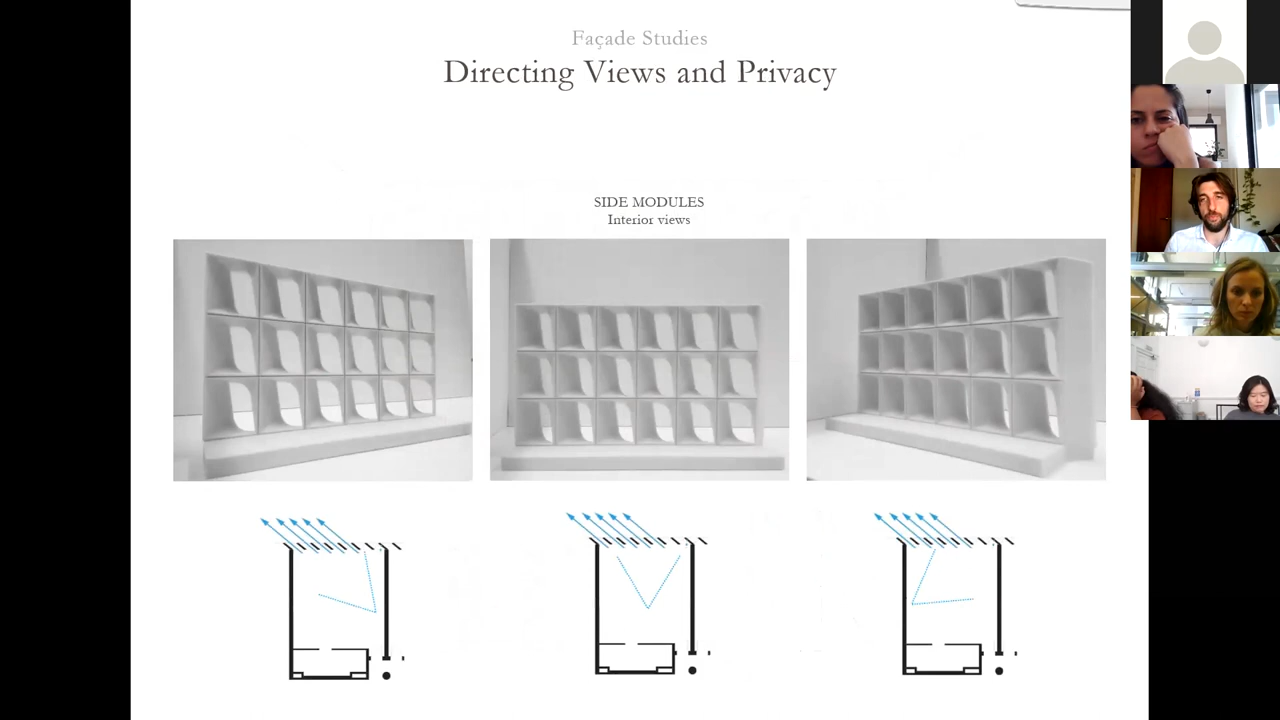 Façade Studies
Directing Views and Privacy
SIDE MODULES
Interior views